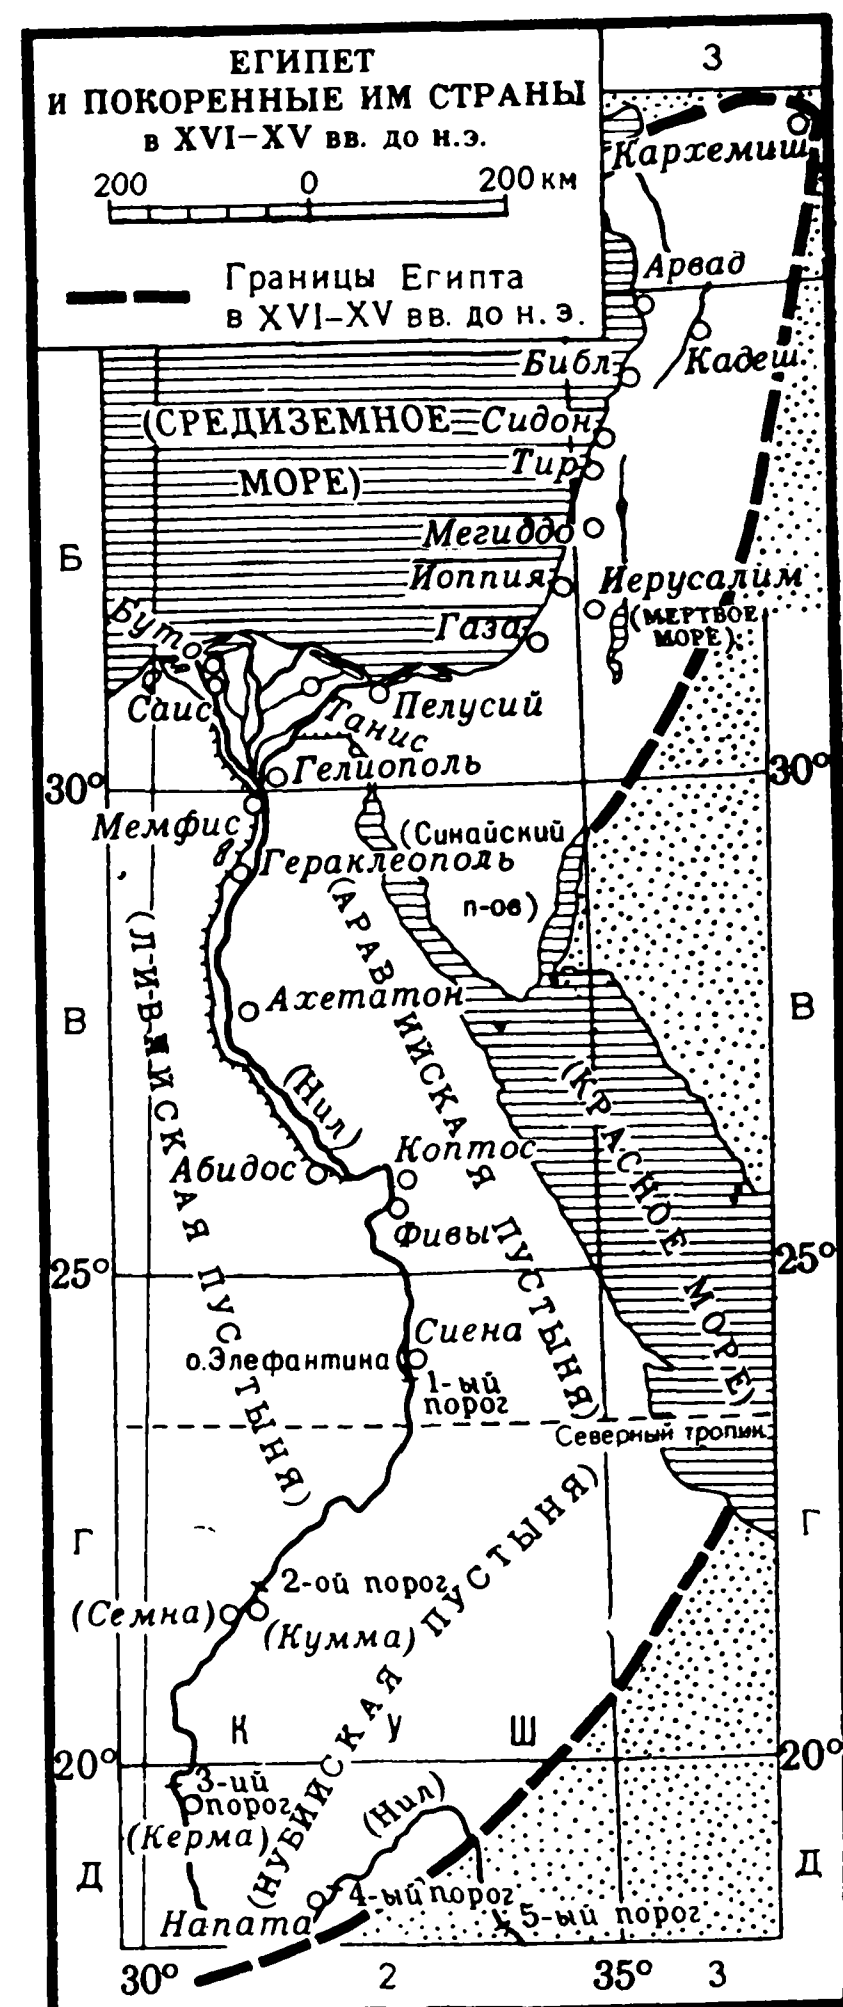 ЕГИПЕТ
И ПОКОРЕННЫЕ ИМ СТРАНЫ
в XVI–XV вв. до н.э.
200 0 200 км
Границы Египта
в XVI–XV вв. до н. э.
3
Кархемиш
Арвад
Кадеш
Библ
(СРЕДИЗЕМНОЕ
МОРЕ)
Сидон
Тир
Мегиддо
Б
Иоппия
Иерусалим
(МЕРТВОЕ
МОРЕ)
Газа
Буто
Саис
Танис
Пелусий
Гелиополь
30° 30°
Мемфис
(Синайский
п-ов)
Гераклеополь
(ЛИВИЙСКАЯ ПУСТЫНЯ)
(АРАВИЙСКАЯ ПУСТЫНЯ)
Ахетатон
В В
(Нил)
(КРАСНОЕ МОРЕ)
Коптос
Абидос
Фивы
25° 25°
Сиена
о.Элефантина
1-ый
порог
Северный тропик
Г Г
2-ой порог
(Семна)
(Кумма)
(НУБИЙСКАЯ ПУСТЫНЯ)
К У Ш
20° 20°
3-ий
порог
(Керма)
(Нил)
Д Д
4-ый порог
Напата
5-ый порог
30° 2 35° 3